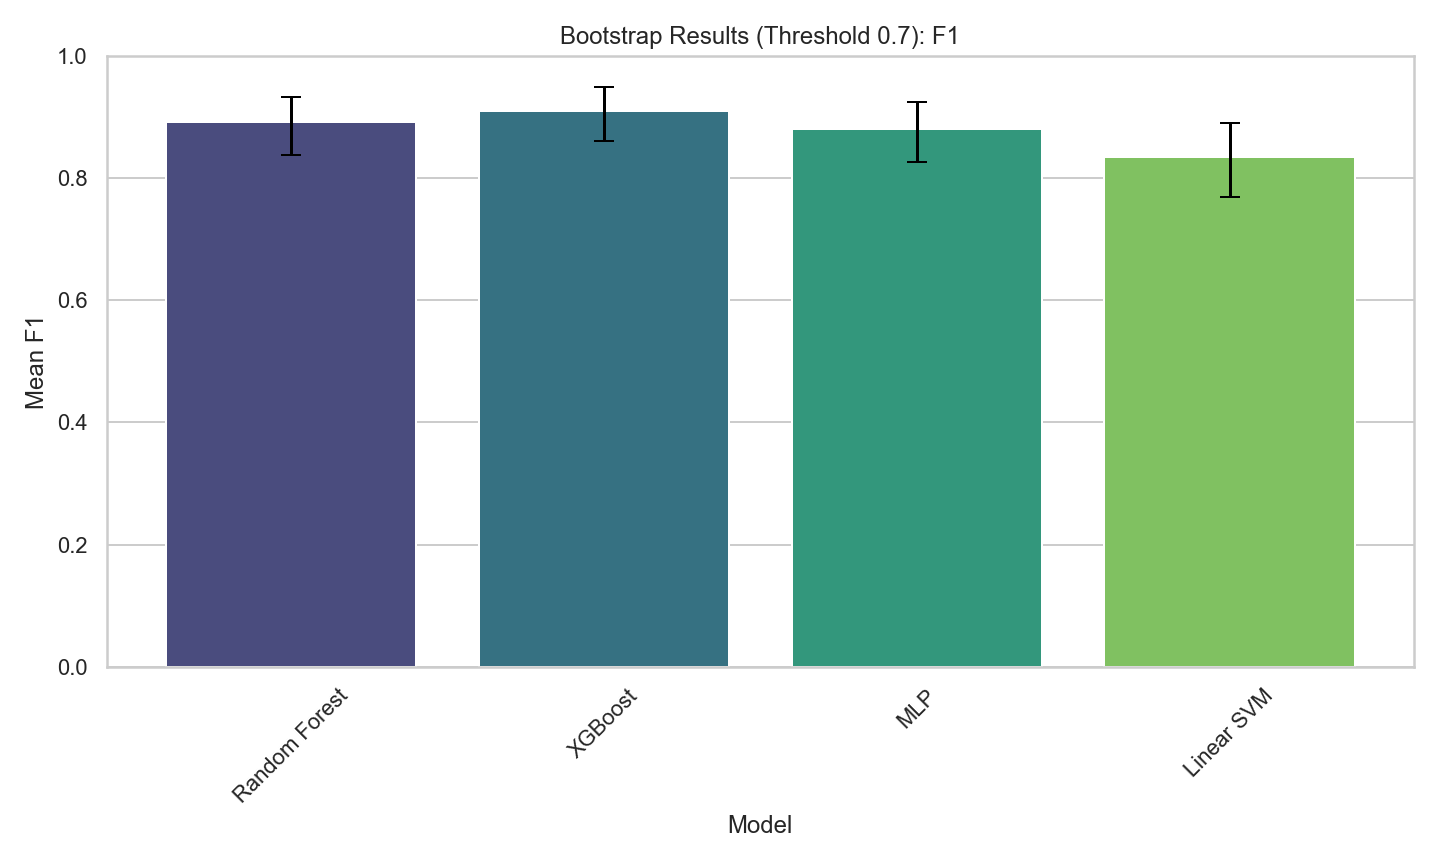 Bootstrap Results (Threshold 0.7): F1
Mean F1
1.0
0.8
0.6
0.4
0.2
0.0
Random Forest
XGBoost
MLP
Linear SVM
Model